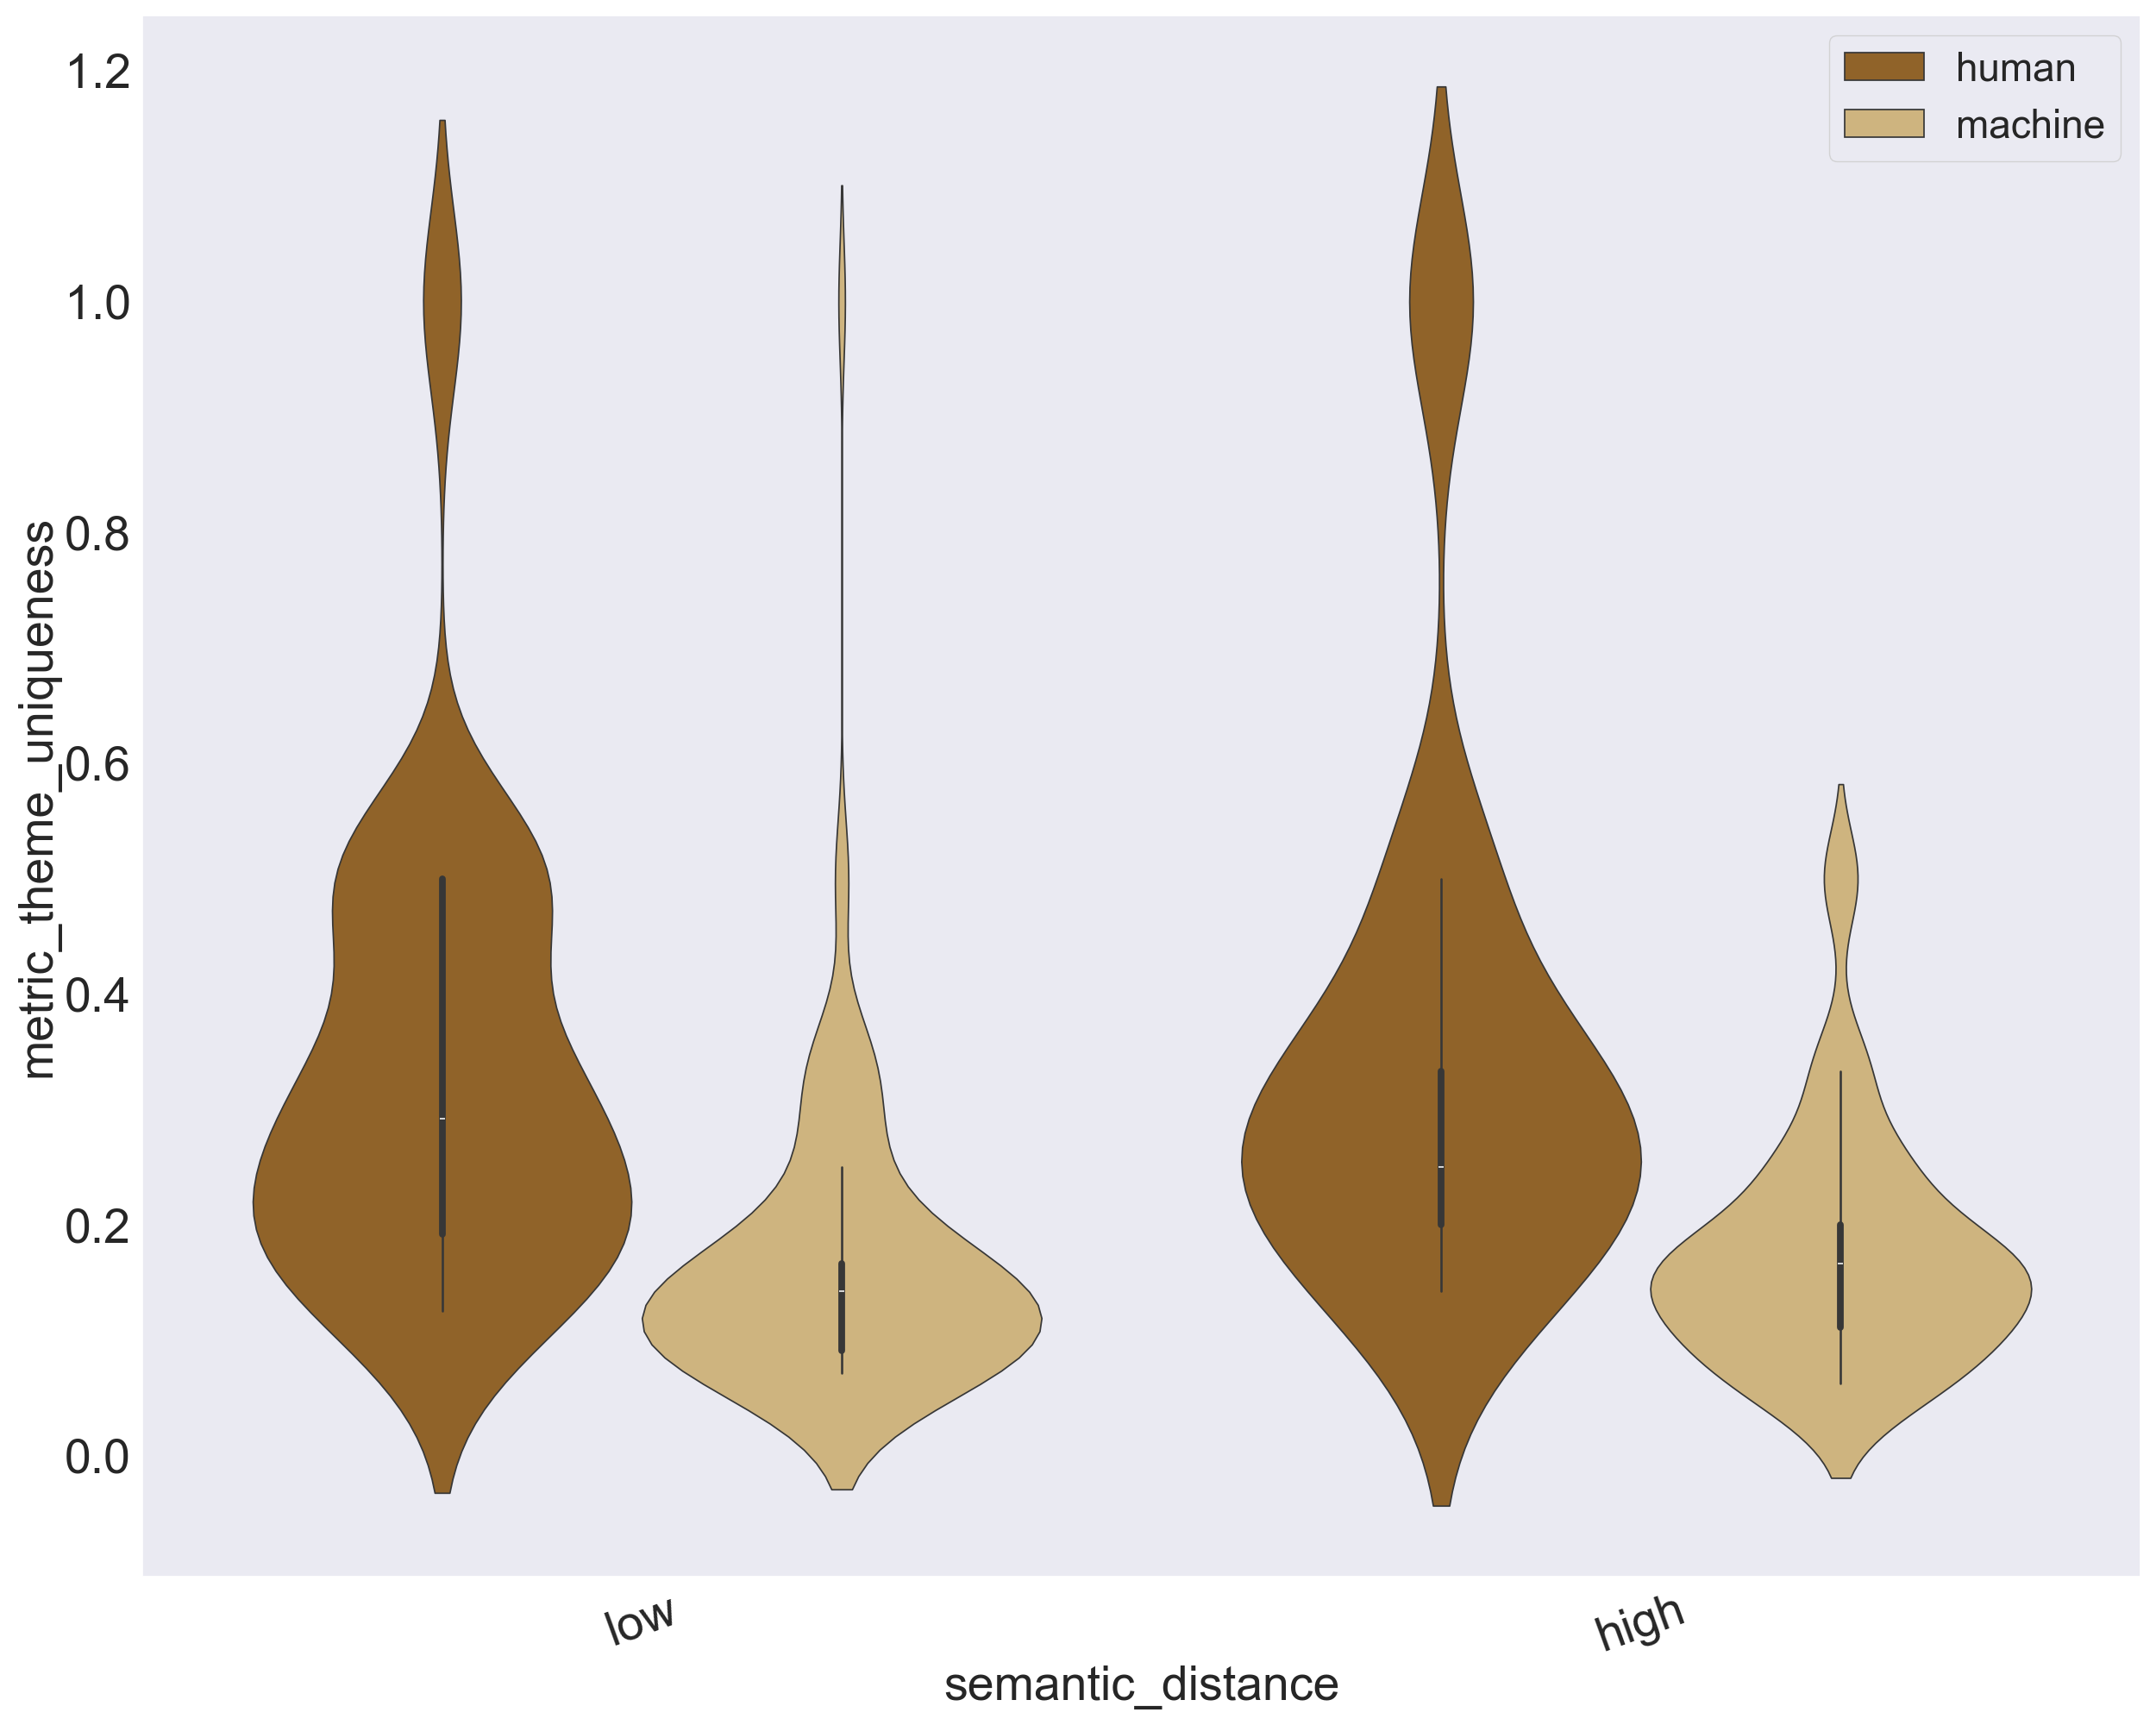 metric_theme_uniqueness
1.2
1.0
0.8
0.6
0.4
0.2
0.0
human
machine
low
high
semantic_distance